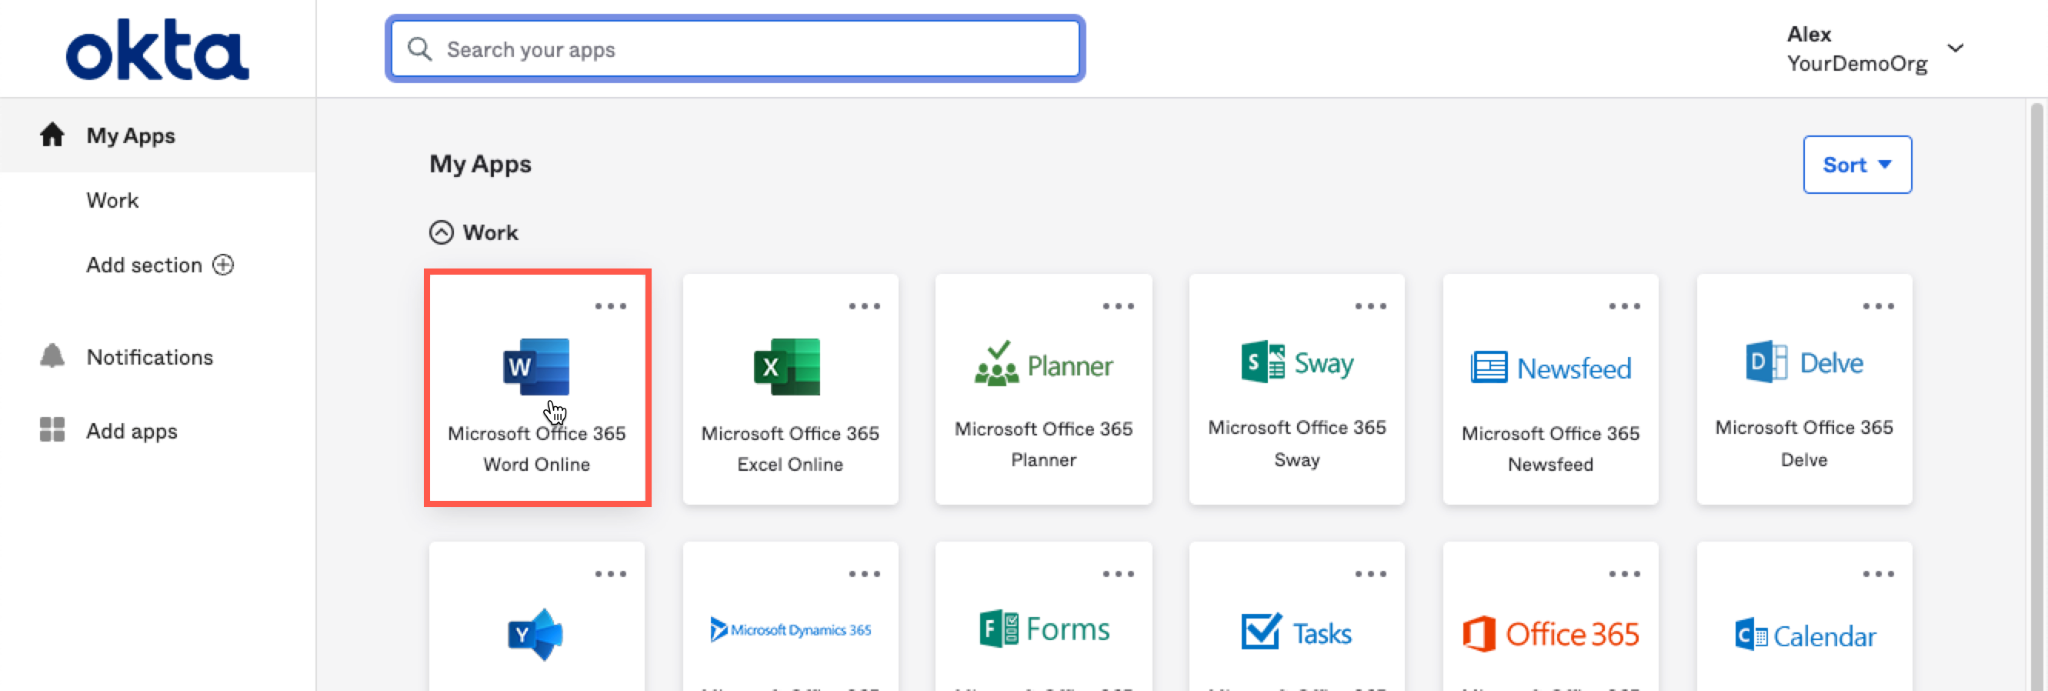 okta
Search your apps
Alex
YourDemoOrg
My Apps
Work
Add section
Notifications
Add apps
My Apps
Sort
Work
W
Microsoft Office 365
Word Online
X
Microsoft Office 365
Excel Online
Planner
Microsoft Office 365
Planner
S Sway
Microsoft Office 365
Sway
Newsfeed
Microsoft Office 365
Newsfeed
D Delve
Microsoft Office 365
Delve
Y
Microsoft Dynamics 365
F Forms
Tasks
Office 365
C Calendar